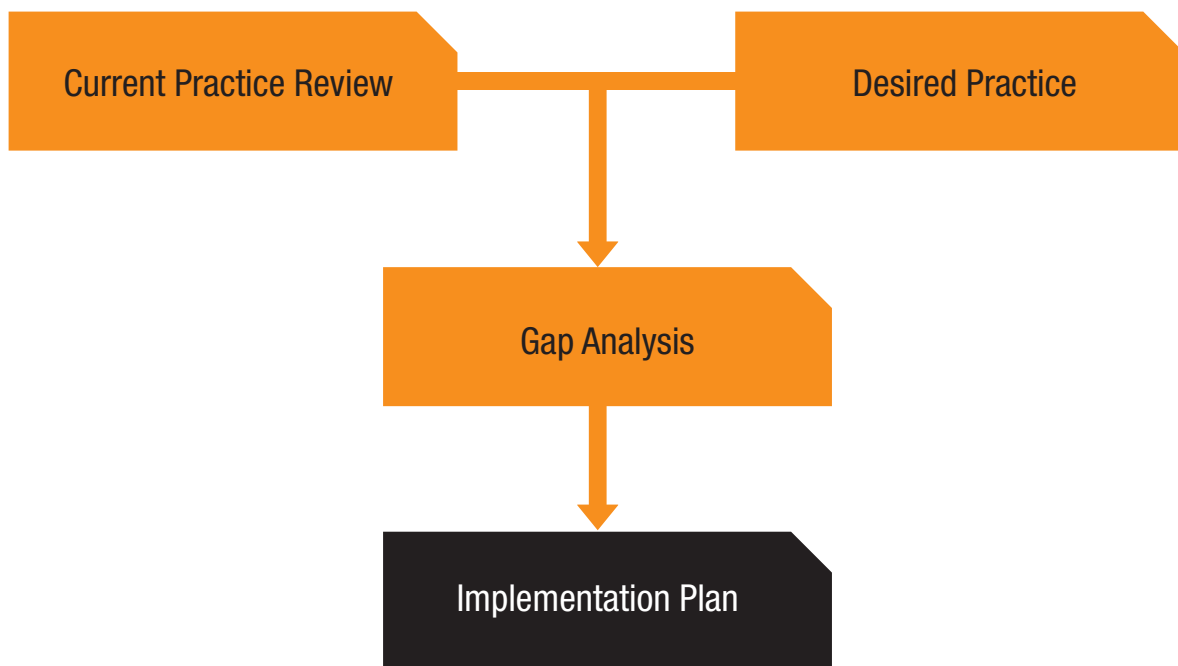 Current Practice Review
Desired Practice
Gap Analysis
Implementation Plan